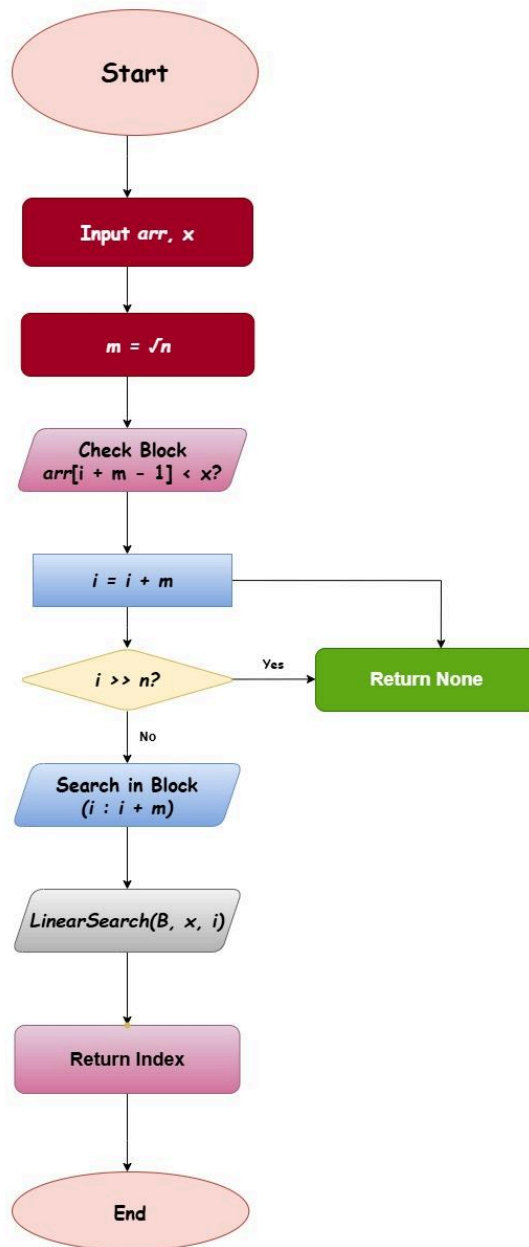 Start
Input arr, x
m = √n
Check Block
arr[i + m - 1] < x?
i = i + m
i >> n?
Yes
Return None
No
Search in Block
(i : i + m)
LinearSearch(B, x, i)
Return Index
End